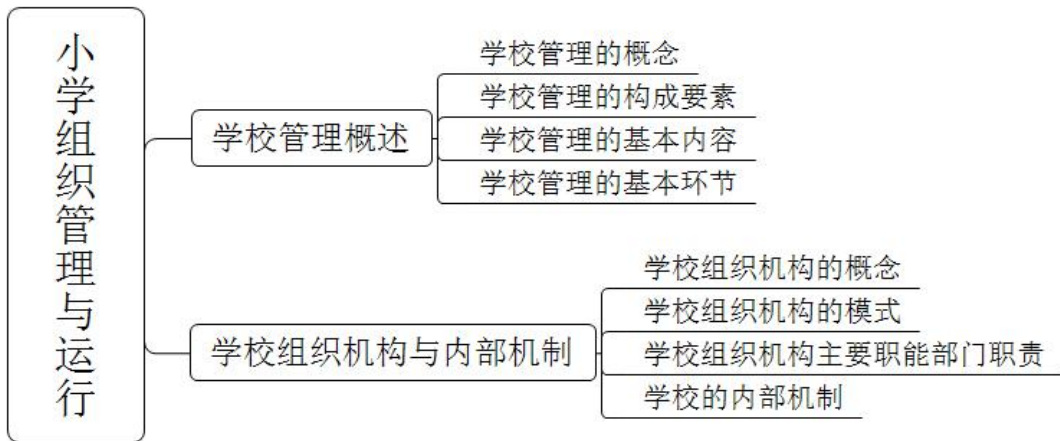 小学组织管理与运行
学校管理概述
学校管理的概念
学校管理的构成要素
学校管理的基本内容
学校管理的基本环节
学校组织机构与内部机制
学校组织机构的概念
学校组织机构的模式
学校组织机构主要职能部门职责
学校的内部机制